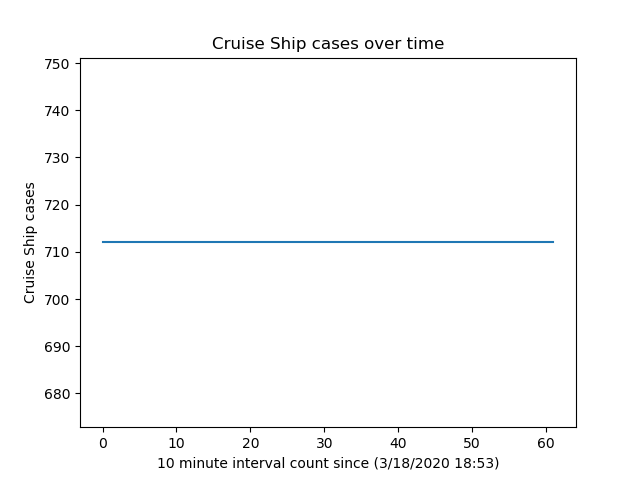 Cruise Ship cases over time
750
740
730
720
710
700
690
680
Cruise Ship cases
0 10 20 30 40 50 60
10 minute interval count since (3/18/2020 18:53)